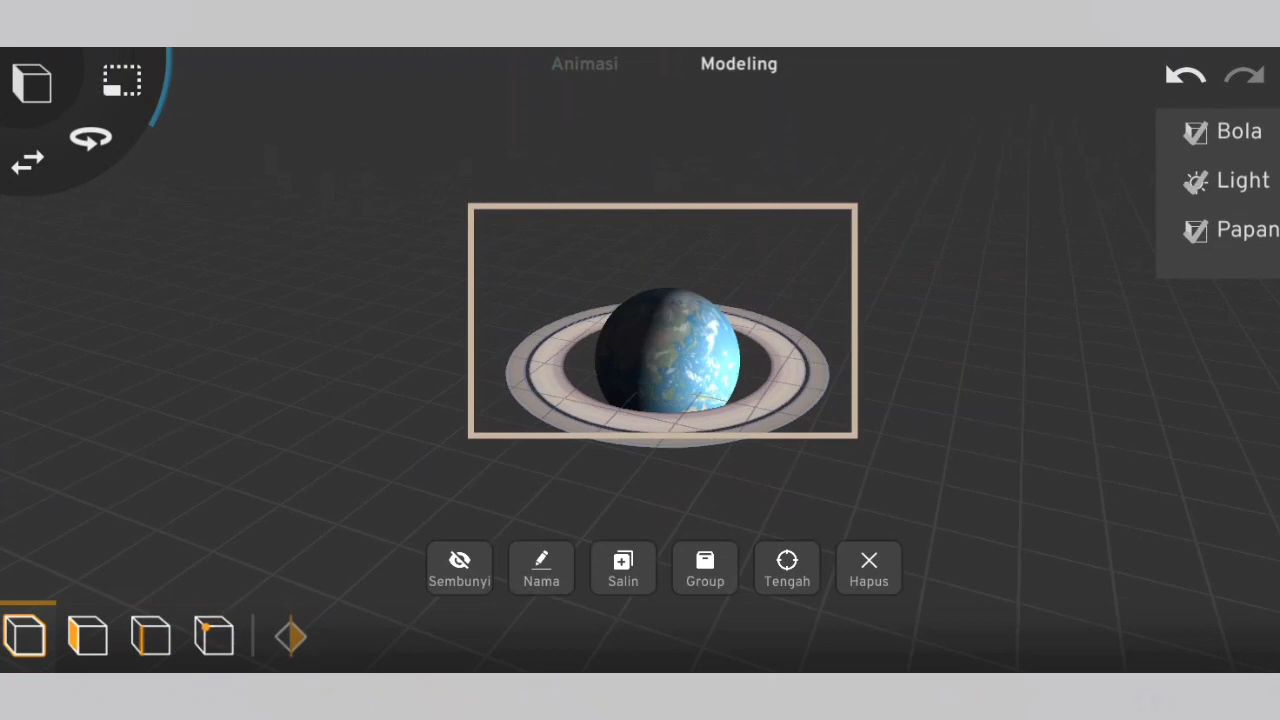 Animasi
Modeling
Bola
Light
Papan
Sembunyi
Nama
Salin
Group
Tengah
Hapus